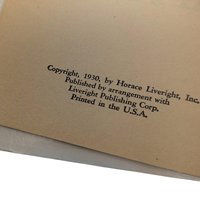 Copyright, 1930, by Horace Liveright, Inc.
Published by arrangement with
Liveright Publishing Corp.
Printed in the U.S.A.